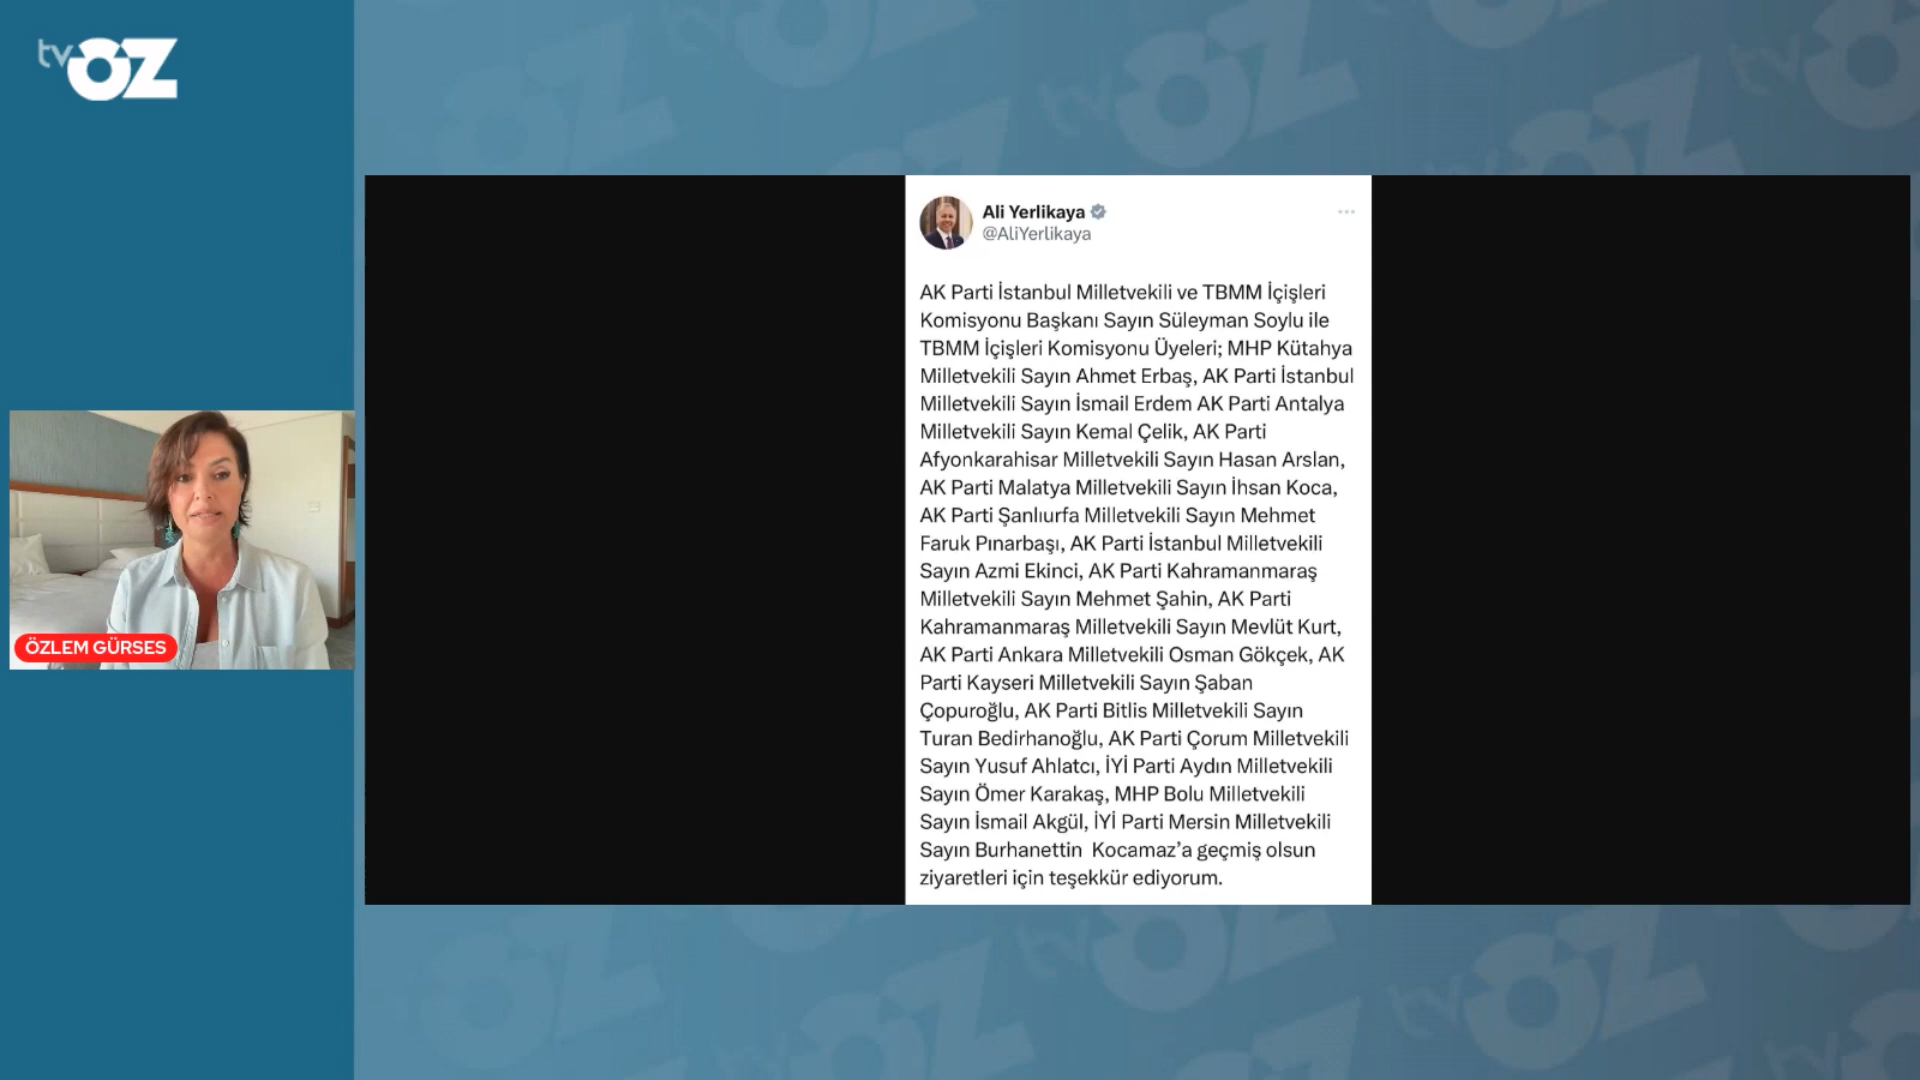 tv ÖZ
ÖZLEM GÜRSES
Ali Yerlikaya
@AliYerlikaya
AK Parti İstanbul Milletvekili ve TBMM İçişleri
Komisyonu Başkanı Sayın Süleyman Soylu ile
TBMM İçişleri Komisyonu Üyeleri; MHP Kütahya
Milletvekili Sayın Ahmet Erbaş, AK Parti İstanbul
Milletvekili Sayın İsmail Erdem AK Parti Antalya
Milletvekili Sayın Kemal Çelik, AK Parti
Afyonkarahisar Milletvekili Sayın Hasan Arslan,
AK Parti Malatya Milletvekili Sayın İhsan Koca,
AK Parti Şanlıurfa Milletvekili Sayın Mehmet
Faruk Pınarbaşı, AK Parti İstanbul Milletvekili
Sayın Azmi Ekinci, AK Parti Kahramanmaraş
Milletvekili Sayın Mehmet Şahin, AK Parti
Kahramanmaraş Milletvekili Sayın Mevlüt Kurt,
AK Parti Ankara Milletvekili Osman Gökçek, AK
Parti Kayseri Milletvekili Sayın Şaban
Çopuroğlu, AK Parti Bitlis Milletvekili Sayın
Turan Bedirhanoğlu, AK Parti Çorum Milletvekili
Sayın Yusuf Ahlatcı, İYİ Parti Aydın Milletvekili
Sayın Ömer Karakaş, MHP Bolu Milletvekili
Sayın İsmail Akgül, İYİ Parti Mersin Milletvekili
Sayın Burhanettin  Kocamaz’a geçmiş olsun
ziyaretleri için teşekkür ediyorum.